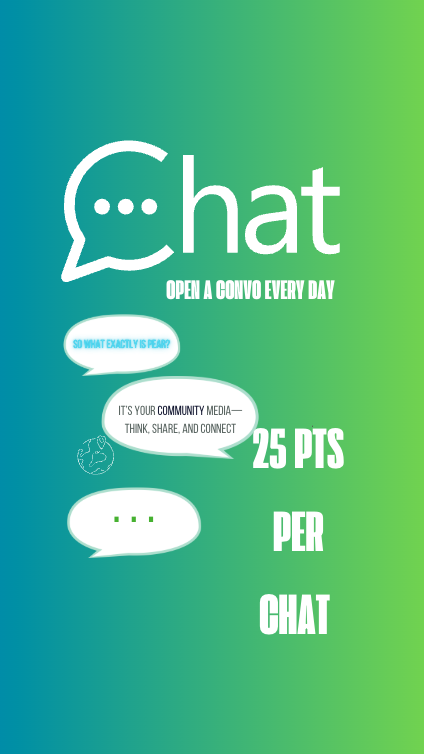 Chat
OPEN A CONVO EVERY DAY
SO WHAT EXACTLY IS PEAR?
IT'S YOUR COMMUNITY MEDIA—
THINK, SHARE, AND CONNECT
...
25 PTS
PER
CHAT